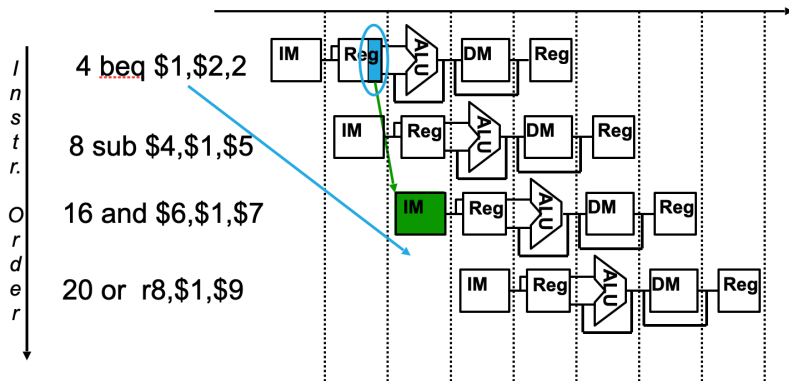 Instr. Order
4 beq $1,$2,2
IM Reg ALU DM Reg
8 sub $4,$1,$5
IM Reg ALU DM Reg
16 and $6,$1,$7
IM Reg ALU DM Reg
20 or r8,$1,$9
IM Reg ALU DM Reg